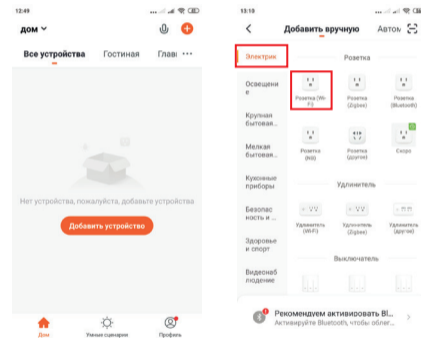 12:49
дом
Все устройства Гостиная Главі ...
Нет устройства, пожалуйста, добавьте устройства
Добавить устройство
Дом Умные сценарии Профиль
13:13
Добавить вручную Автом
Электрик
Освещени
е
Крупная
бытовая...
Мелкая
бытовая...
Кухонные
приборы
Безопас
ность и ...
Здоровье
и спорт
Видеонаб
людение
Розетка
Розетка (Wi-
Fi)
Розетка
(Zigbee)
Розетка
(Bluetooth)
Розетка
(NB)
Розетка
(другое)
Скоро
Удлинитель
Удлинитель
(Wi-Fi)
Удлинитель
(Zigbee)
Удлинитель
(другое)
Выключатель
Рекомендуем активировать Bl...
Активируйте Bluetooth, чтобы облег...